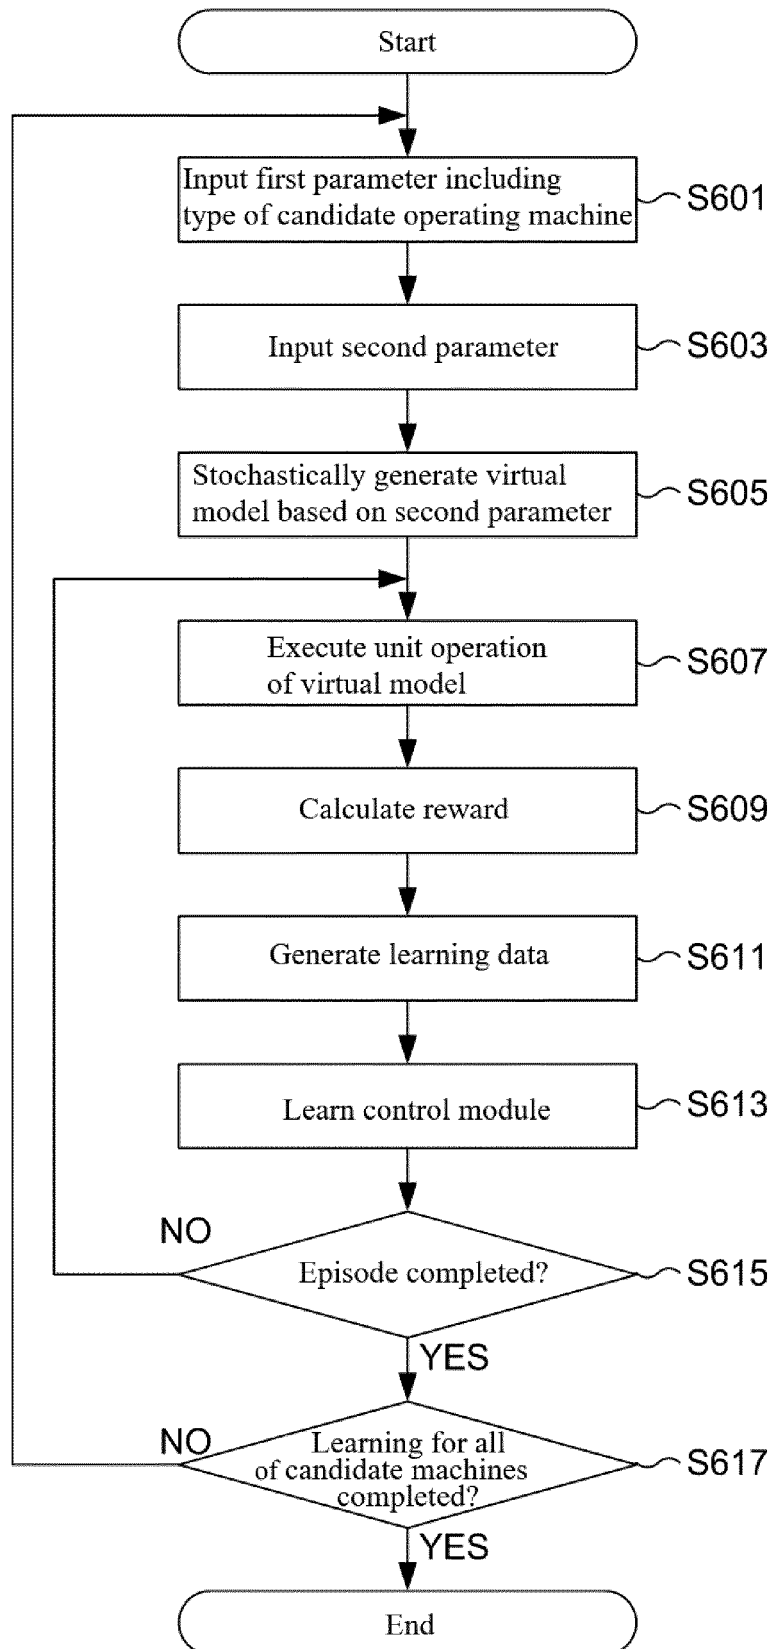 Start
Input first parameter including
type of candidate operating machine
S601
Input second parameter
S603
Stochastically generate virtual
model based on second parameter
S605
Execute unit operation
of virtual model
S607
Calculate reward
S609
Generate learning data
S611
Learn control module
S613
NO
Episode completed?
S615
YES
NO
Learning for all
of candidate machines
completed?
S617
YES
End